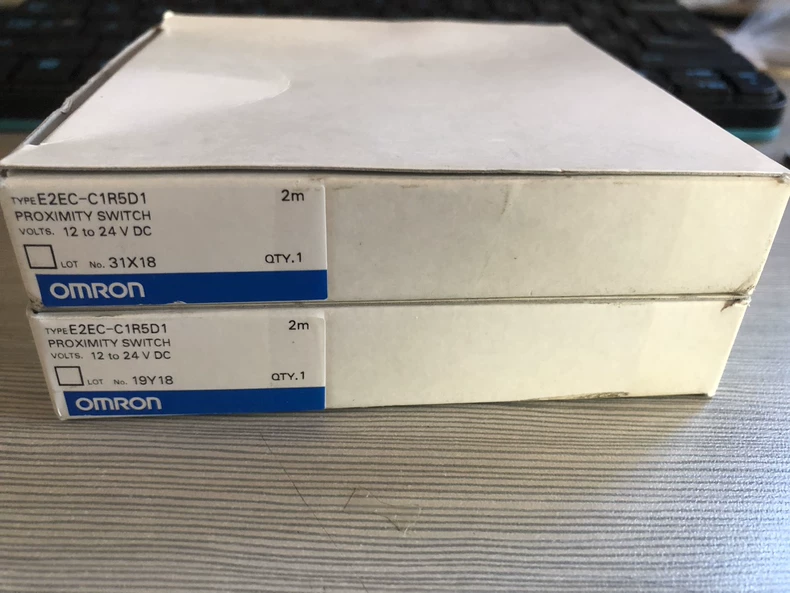 TYPE E2EC-C1R5D1 2m
PROXIMITY SWITCH
VOLTS. 12 to 24 V DC
LOT No. 31X18 QTY.1
OMRON
TYPE E2EC-C1R5D1 2m
PROXIMITY SWITCH
VOLTS. 12 to 24 V DC
LOT No. 19Y18 QTY.1
OMRON